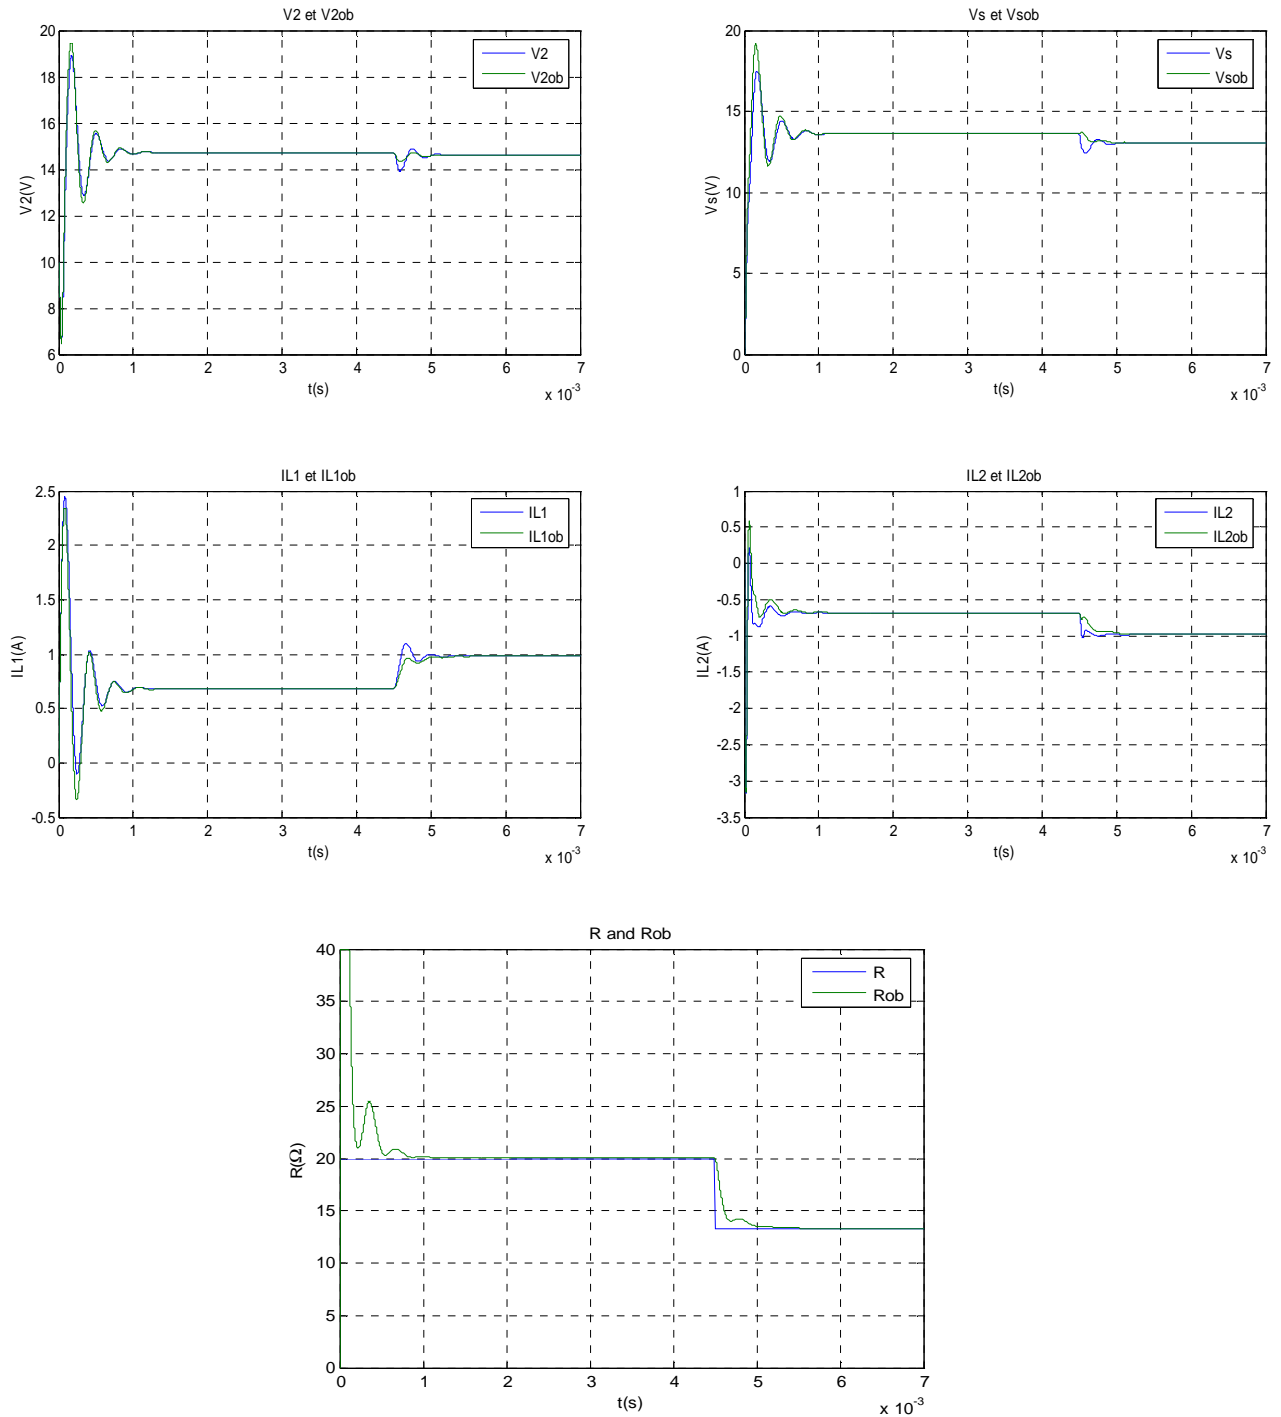 V2 et V2ob
20
18
16
14
12
10
8
6
V2(V)
V2
V2ob
0 1 2 3 4 5 6 7
t(s)
x 10^-3
Vs et Vsob
20
15
10
5
0
Vs(V)
Vs
Vsob
0 1 2 3 4 5 6 7
t(s)
x 10^-3
IL1 et IL1ob
2.5
2
1.5
1
0.5
0
-0.5
IL1(A)
IL1
IL1ob
0 1 2 3 4 5 6 7
t(s)
x 10^-3
IL2 et IL2ob
1
0.5
0
-0.5
-1
-1.5
-2
-2.5
-3
-3.5
IL2(A)
IL2
IL2ob
0 1 2 3 4 5 6 7
t(s)
x 10^-3
R and Rob
40
35
30
25
20
15
10
5
0
R(Ω)
R
Rob
0 1 2 3 4 5 6 7
t(s)
x 10^-3